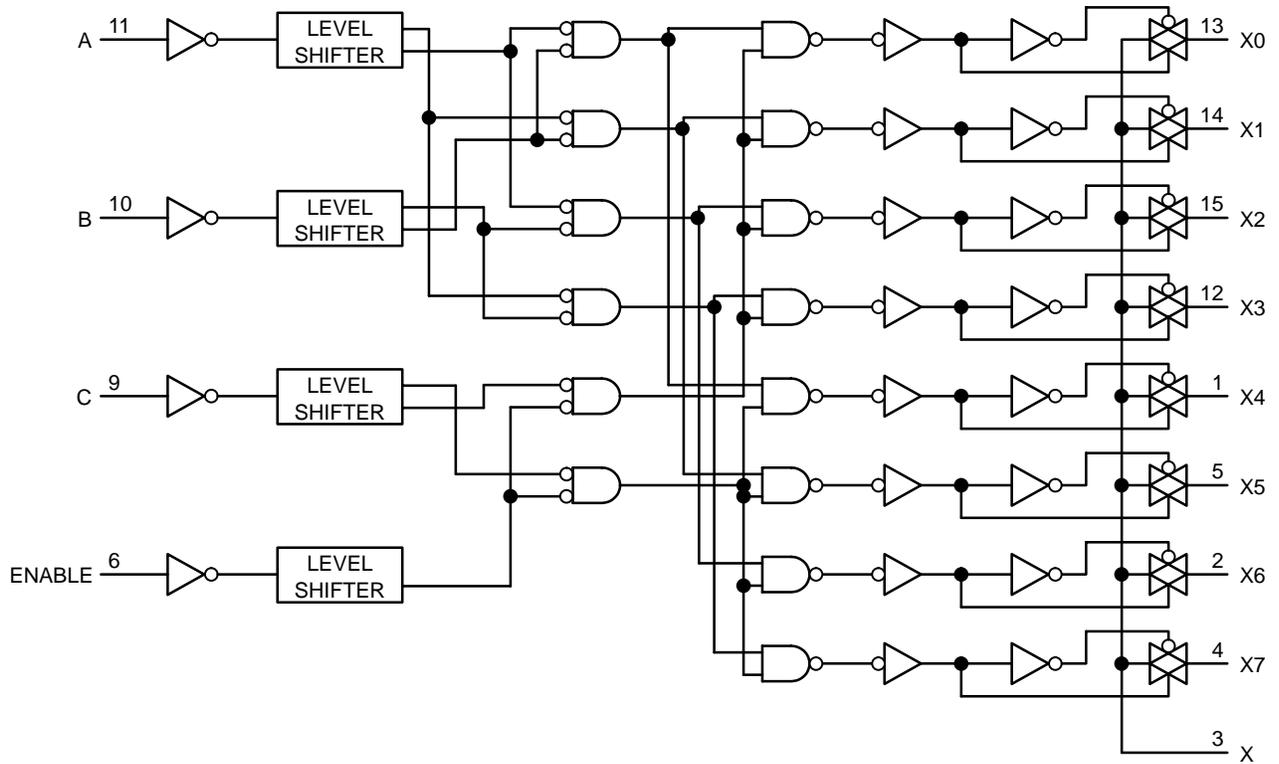 A 11 LEVEL SHIFTER 13 X0
14 X1
B 10 LEVEL SHIFTER 15 X2
12 X3
C 9 LEVEL SHIFTER 1 X4
5 X5
ENABLE 6 LEVEL SHIFTER 2 X6
4 X7
3 X